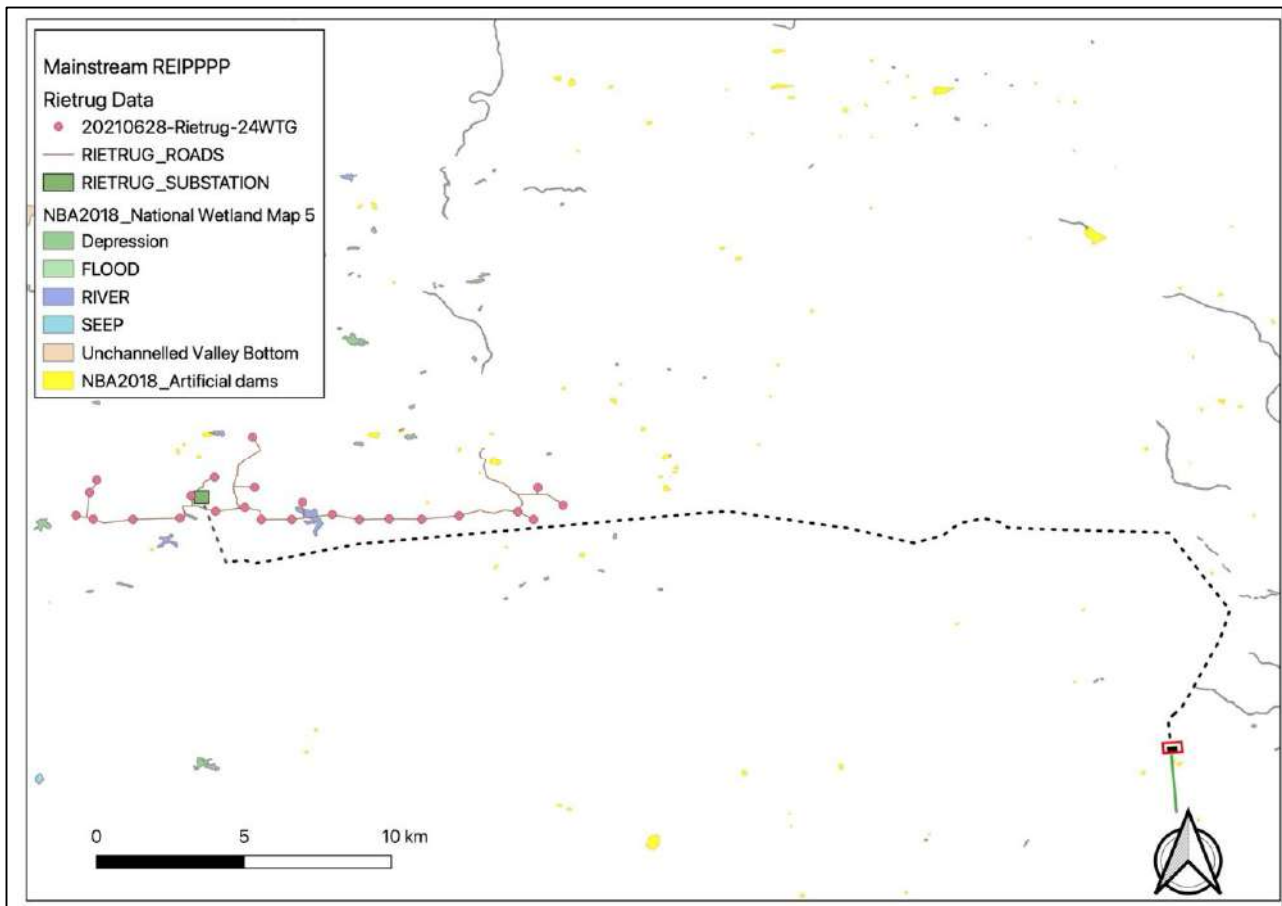 Mainstream REIPPPP
Rietrug Data
20210628-Rietrug-24WTG
RIETRUG_ROADS
RIETRUG_SUBSTATION
NBA2018_National Wetland Map 5
Depression
FLOOD
RIVER
SEEP
Unchannelled Valley Bottom
NBA2018_Artificial dams
0 5 10 km